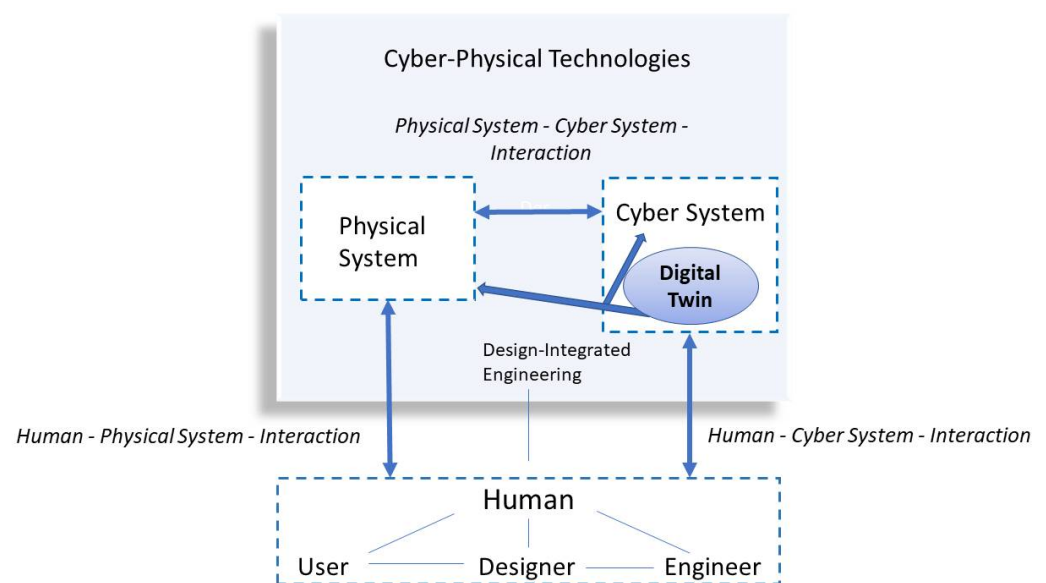 Cyber-Physical Technologies
Physical System - Cyber System -
Interaction
Physical
System
Cyber System
Digital
Twin
Design-Integrated
Engineering
Human - Physical System - Interaction
Human - Cyber System - Interaction
Human
User
Designer
Engineer